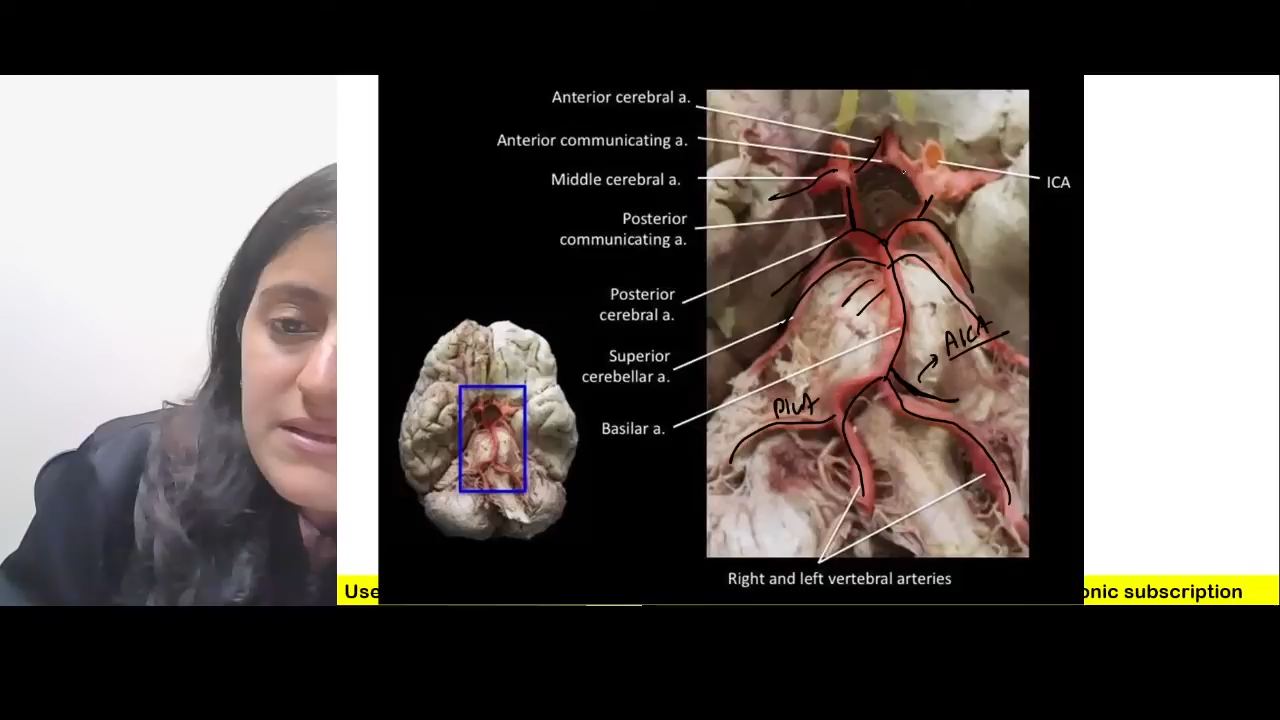 Anterior cerebral a.
Anterior communicating a.
Middle cerebral a.
ICA
Posterior
communicating a.
Posterior
cerebral a.
AICA
Superior
cerebellar a.
PICA
Basilar a.
Right and left vertebral arteries
Use
onic subscription